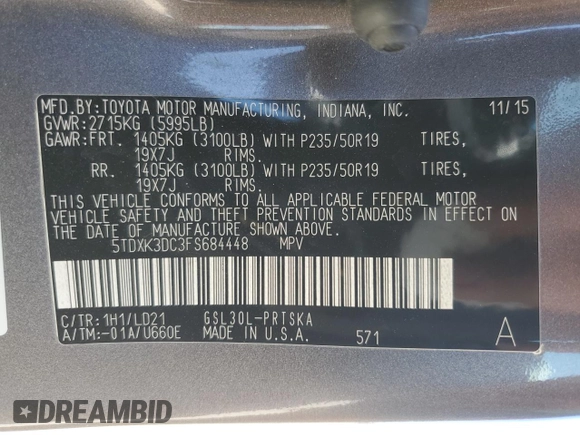 MFD.BY:TOYOTA MOTOR MANUFACTURING, INDIANA, INC. 11/15
GVWR:2715KG (5995LB)
GAWR:FRT. 1405KG (3100LB) WITH P235/50R19 TIRES,
19X7J RIMS.
RR. 1405KG (3100LB) WITH P235/50R19 TIRES,
19X7J RIMS.
THIS VEHICLE CONFORMS TO ALL APPLICABLE FEDERAL MOTOR
VEHICLE SAFETY AND THEFT PREVENTION STANDARDS IN EFFECT ON
THE DATE OF MANUFACTURE SHOWN ABOVE.
5TDXK3DC3FS684448 MPV
C/TR:1H1/LD21 GSL30L-PRTSKA
A/TM:-01A/U660E MADE IN U.S.A. 571 A
DREAMBID